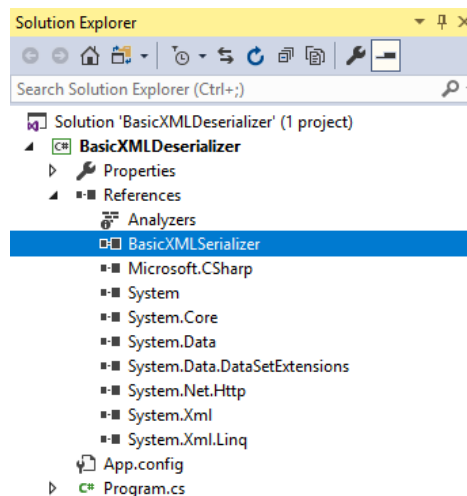 Solution Explorer
Search Solution Explorer (Ctrl+;)
Solution 'BasicXMLDeserializer' (1 project)
C# BasicXMLDeserializer
Properties
References
Analyzers
BasicXMLSerializer
Microsoft.CSharp
System
System.Core
System.Data
System.Data.DataSetExtensions
System.Net.Http
System.Xml
System.Xml.Linq
App.config
C# Program.cs